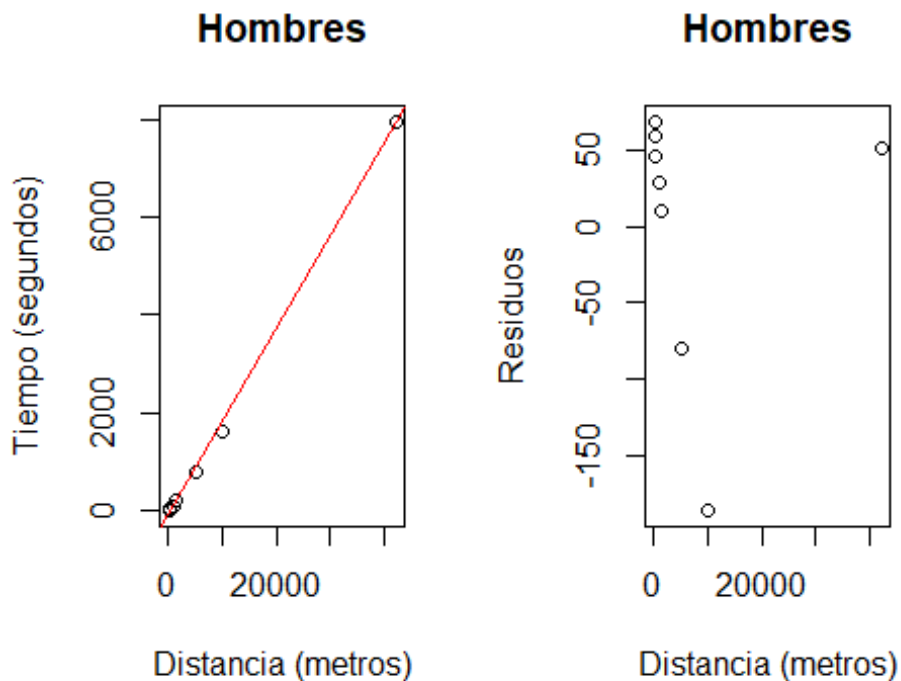 Hombres
Tiempo (segundos)
6000
2000
0
0 20000
Distancia (metros)
Hombres
Residuos
50
0
-50
-150
0 20000
Distancia (metros)